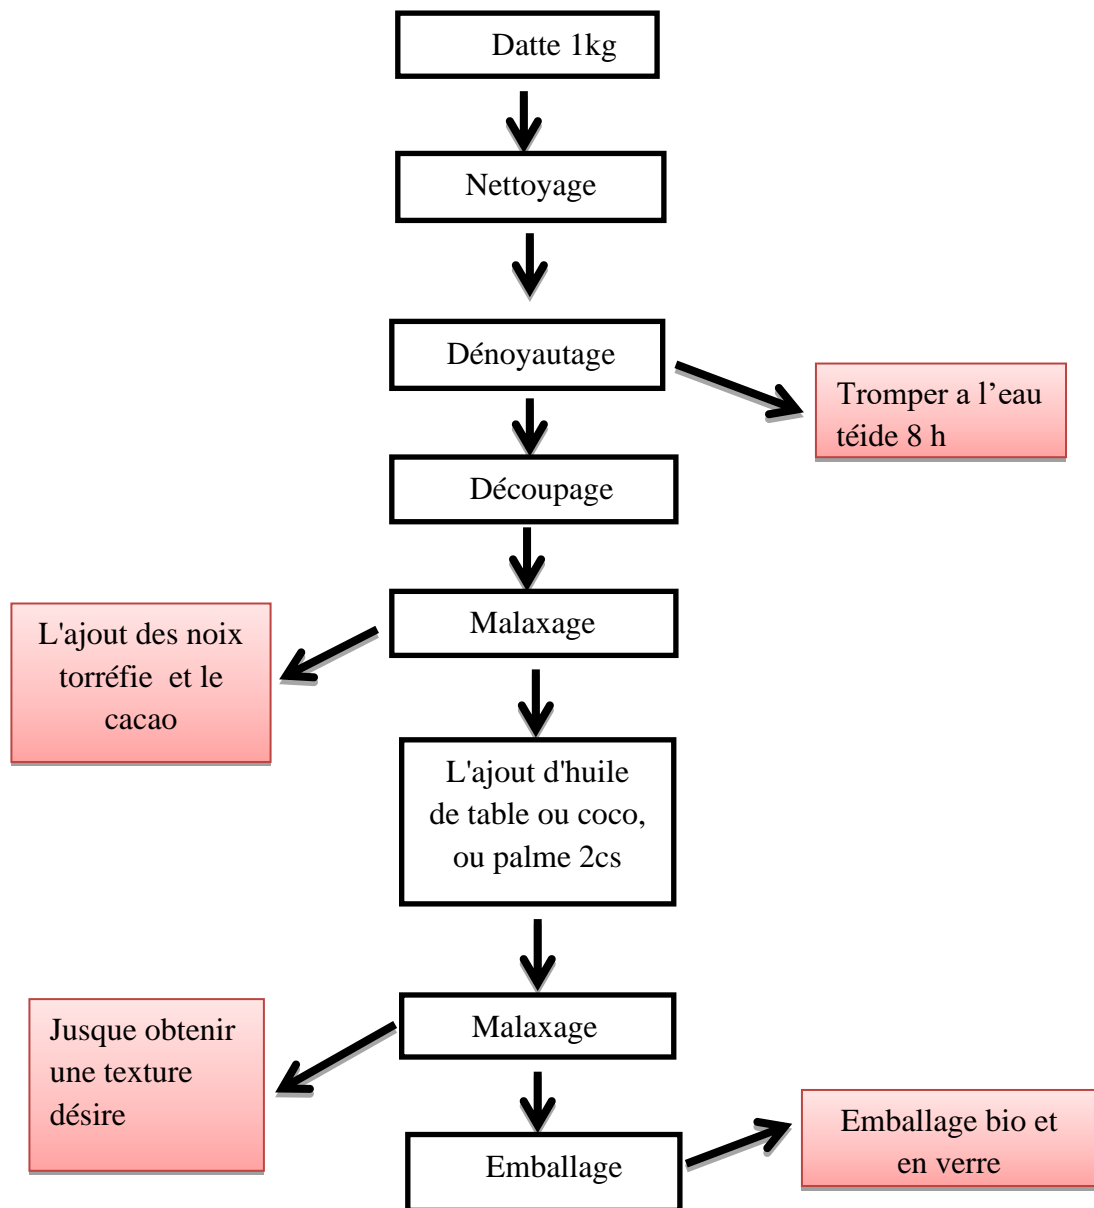 Datte 1kg
Nettoyage
Dénoyautage
Tromper a l’eau
téide 8 h
Découpage
Malaxage
L'ajout des noix
torréfie et le
cacao
L'ajout d'huile
de table ou coco,
ou palme 2cs
Malaxage
Jusque obtenir
une texture
désire
Emballage
Emballage bio et
en verre